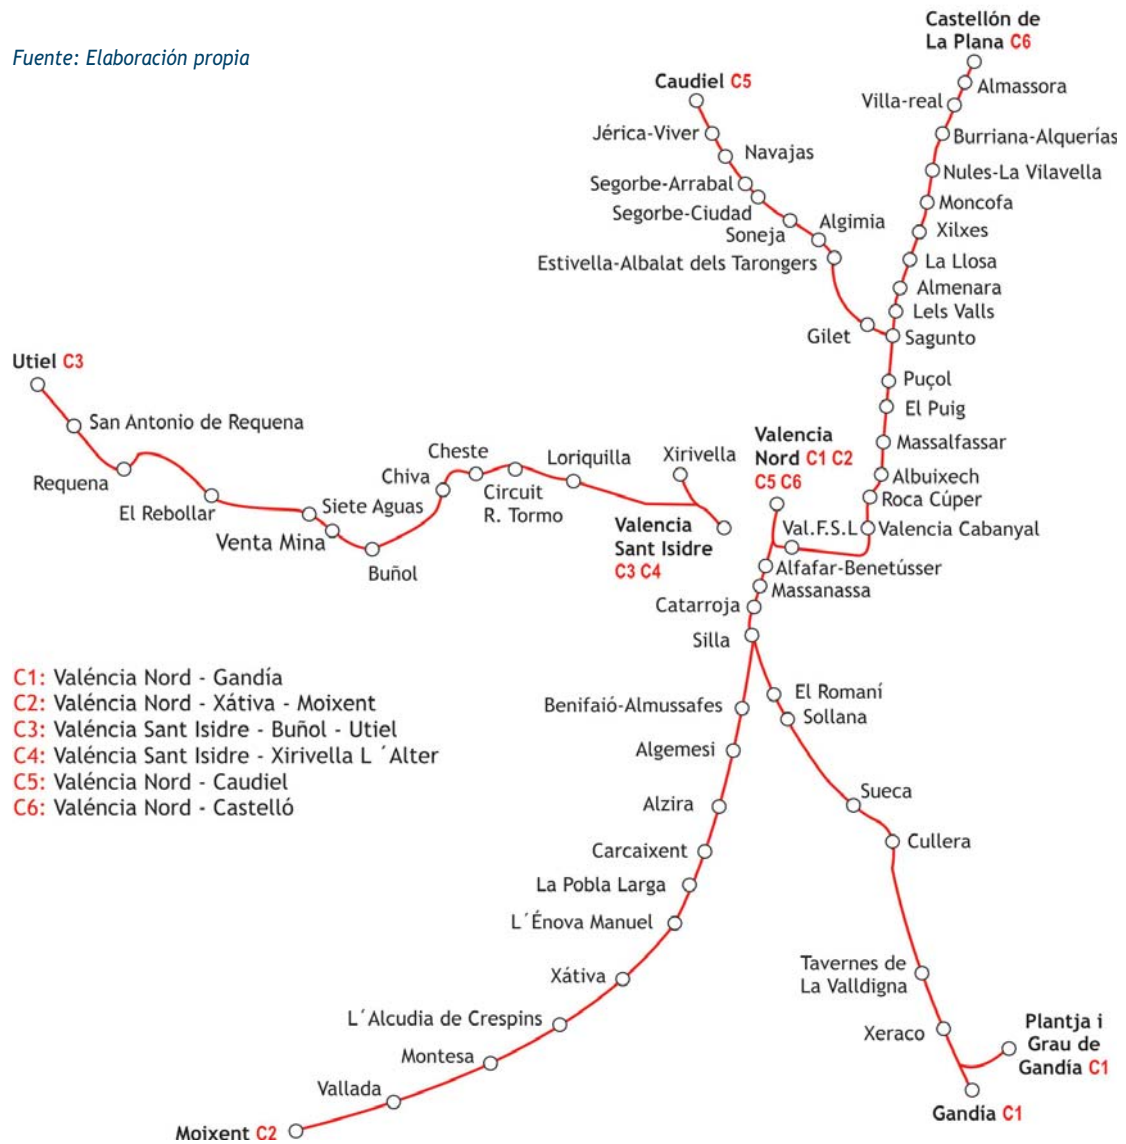 Fuente: Elaboración propia
Castellón de
La Plana C6
Almassora
Villa-real
Burriana-Alquerías
Nules-La Vilavella
Moncofa
Xilxes
La Llosa
Almenara
Lels Valls
Sagunto
Caudiel C5
Jérica-Viver
Navajas
Segorbe-Arrabal
Segorbe-Ciudad
Soneja
Algimia
Estivella-Albalat dels Tarongers
Gilet
Puçol
El Puig
Massalfassar
Albuixech
Roca Cúper
Valencia Cabanyal
Val.F.S.L
Valencia
Nord C1 C2
C5 C6
Utiel C3
San Antonio de Requena
Requena
El Rebollar
Siete Aguas
Venta Mina
Buñol
Chiva
Cheste
Circuit
R. Tormo
Loriquilla
Xirivella
Valencia
Sant Isidre
C3 C4
Alfafar-Benetússer
Massanassa
Catarroja
Silla
C1: Valéncia Nord - Gandía
C2: Valéncia Nord - Xátiva - Moixent
C3: Valéncia Sant Isidre - Buñol - Utiel
C4: Valéncia Sant Isidre - Xirivella L ´Alter
C5: Valéncia Nord - Caudiel
C6: Valéncia Nord - Castelló
Benifaió-Almussafes
Algemesi
Alzira
Carcaixent
La Pobla Larga
L´Énova Manuel
Xátiva
L´Alcudia de Crespins
Montesa
Vallada
Moixent C2
El Romaní
Sollana
Sueca
Cullera
Tavernes de
La Valldigna
Xeraco
Plantja i
Grau de
Gandía C1
Gandia C1